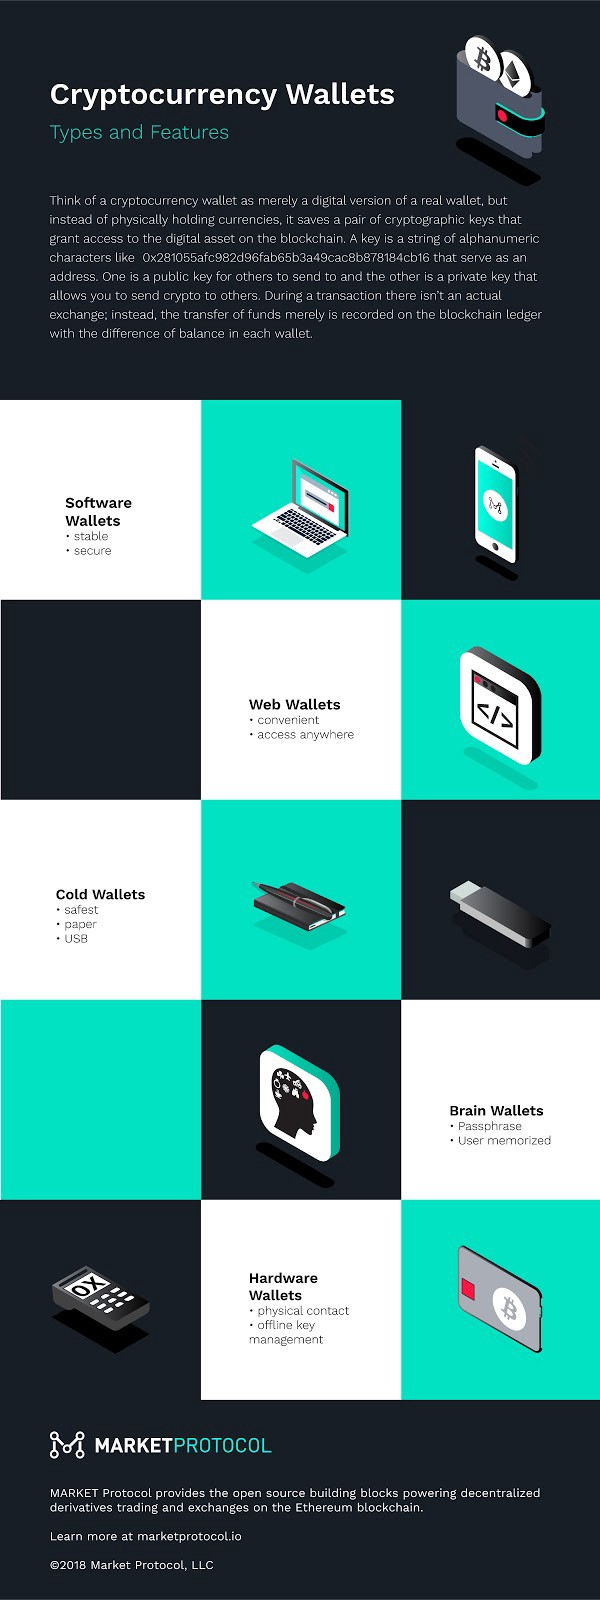 Cryptocurrency Wallets
Types and Features
Think of a cryptocurrency wallet as merely a digital version of a real wallet, but
instead of physically holding currencies, it saves a pair of cryptographic keys that
grant access to the digital asset on the blockchain. A key is a string of alphanumeric
characters like 0x281055afc982d96fab65b3a49cac8b878184cb16 that serve as an
address. One is a public key for others to send to and the other is a private key that
allows you to send crypto to others. During a transaction there isn't an actual
exchange; instead, the transfer of funds merely is recorded on the blockchain ledger
with the difference of balance in each wallet.
Software
Wallets
• stable
• secure
Web Wallets
• convenient
• access anywhere
</>
Cold Wallets
• safest
• paper
• USB
Brain Wallets
• Passphrase
• User memorized
0X
Hardware
Wallets
• physical contact
• offline key
management
MARKETPROTOCOL
MARKET Protocol provides the open source building blocks powering decentralized
derivatives trading and exchanges on the Ethereum blockchain.
Learn more at marketprotocol.io
©2018 Market Protocol, LLC